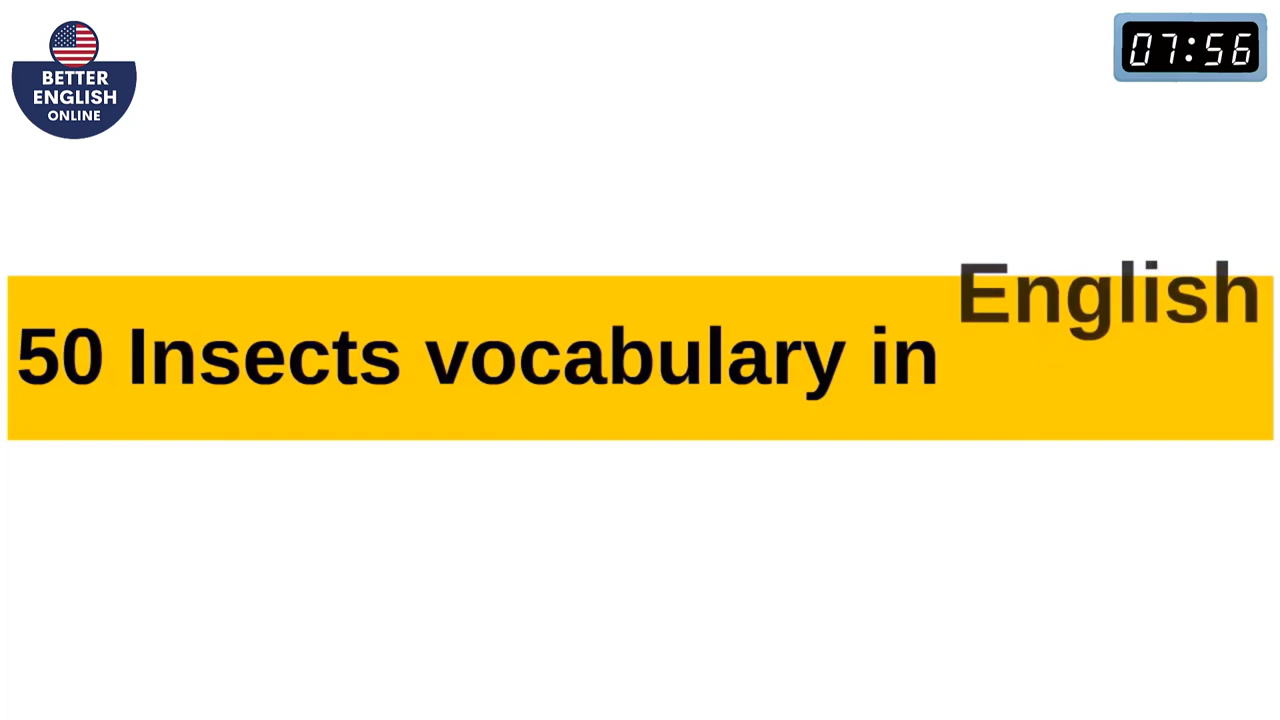 BETTER
ENGLISH
ONLINE
07:56
50 Insects vocabulary in English